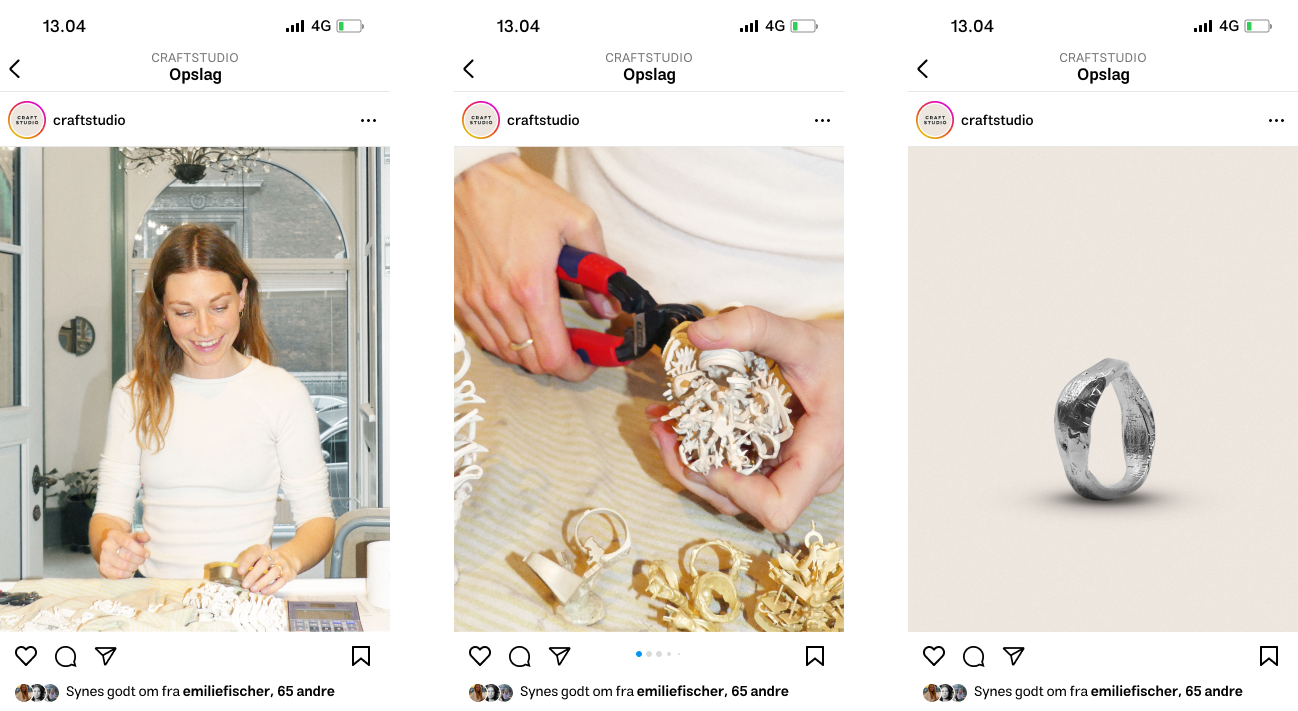 13.04 4G
CRAFTSTUDIO
Opslag
CRAFT
STUDIO
craftstudio
Synes godt om fra emiliefischer, 65 andre
13.04 4G
CRAFTSTUDIO
Opslag
CRAFT
STUDIO
craftstudio
Synes godt om fra emiliefischer, 65 andre
13.04 4G
CRAFTSTUDIO
Opslag
CRAFT
STUDIO
craftstudio
Synes godt om fra emiliefischer, 65 andre